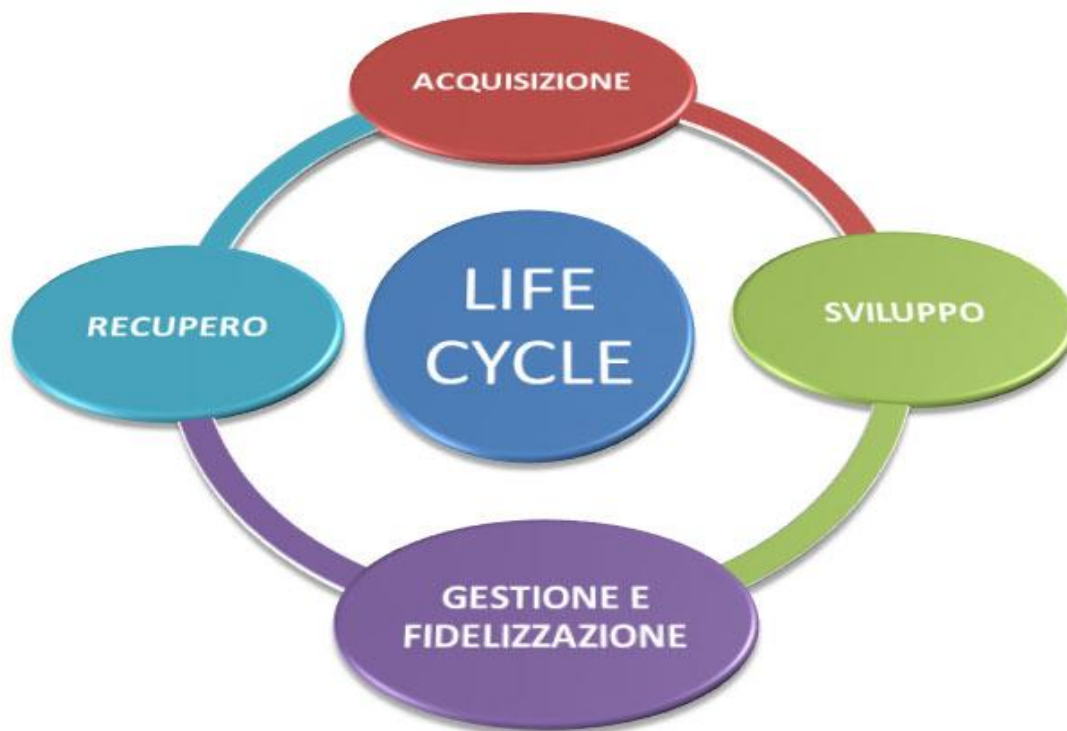 ACQUISIZIONE
SVILUPPO
GESTIONE E
FIDELIZZAZIONE
RECUPERO
LIFE
CYCLE